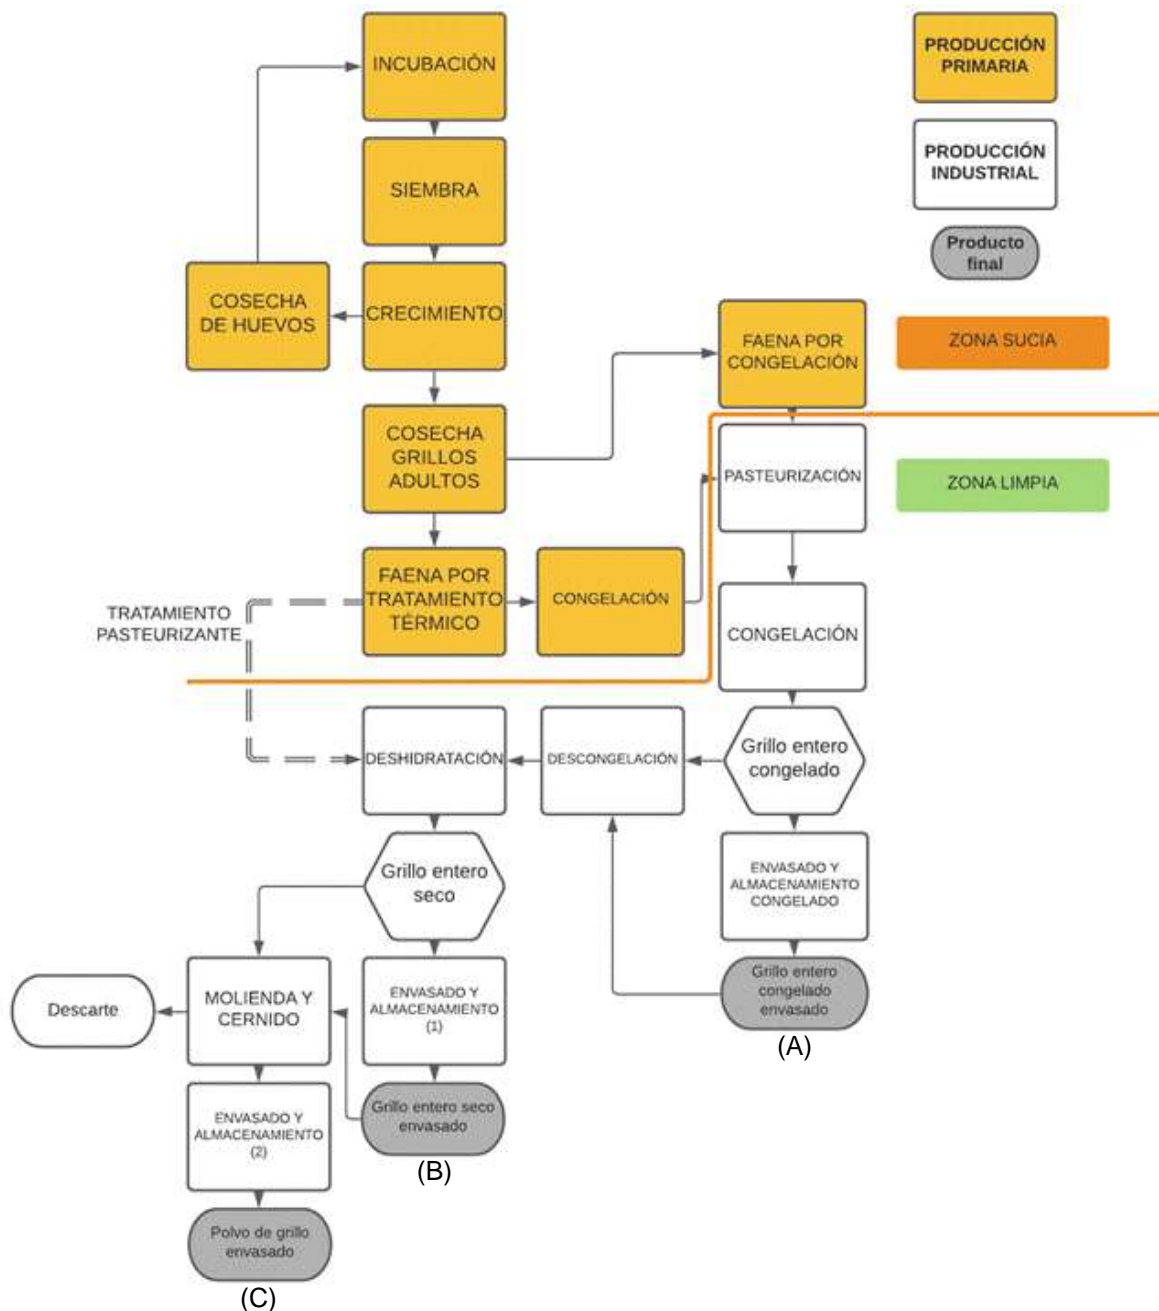 INCUBACIÓN
SIEMBRA
COSECHA
DE HUEVOS
CRECIMIENTO
COSECHA
GRILLOS
ADULTOS
FAENA POR
TRATAMIENTO
TÉRMICO
CONGELACIÓN
TRATAMIENTO
PASTEURIZANTE
FAENA POR
CONGELACIÓN
PASTEURIZACIÓN
CONGELACIÓN
PRODUCCIÓN
PRIMARIA
PRODUCCIÓN
INDUSTRIAL
Producto
final
ZONA SUCIA
ZONA LIMPIA
DESHIDRATACIÓN
DESCONGELACIÓN
Grillo entero
congelado
Grillo entero
seco
ENVASADO Y
ALMACENAMIENTO
CONGELADO
Grillo entero
congelado
envasado
(A)
Descarte
MOLIENDA Y
CERNIDO
ENVASADO Y
ALMACENAMIENTO
(1)
Grillo entero seco
envasado
(B)
ENVASADO Y
ALMACENAMIENTO
(2)
Polvo de grillo
envasado
(C)